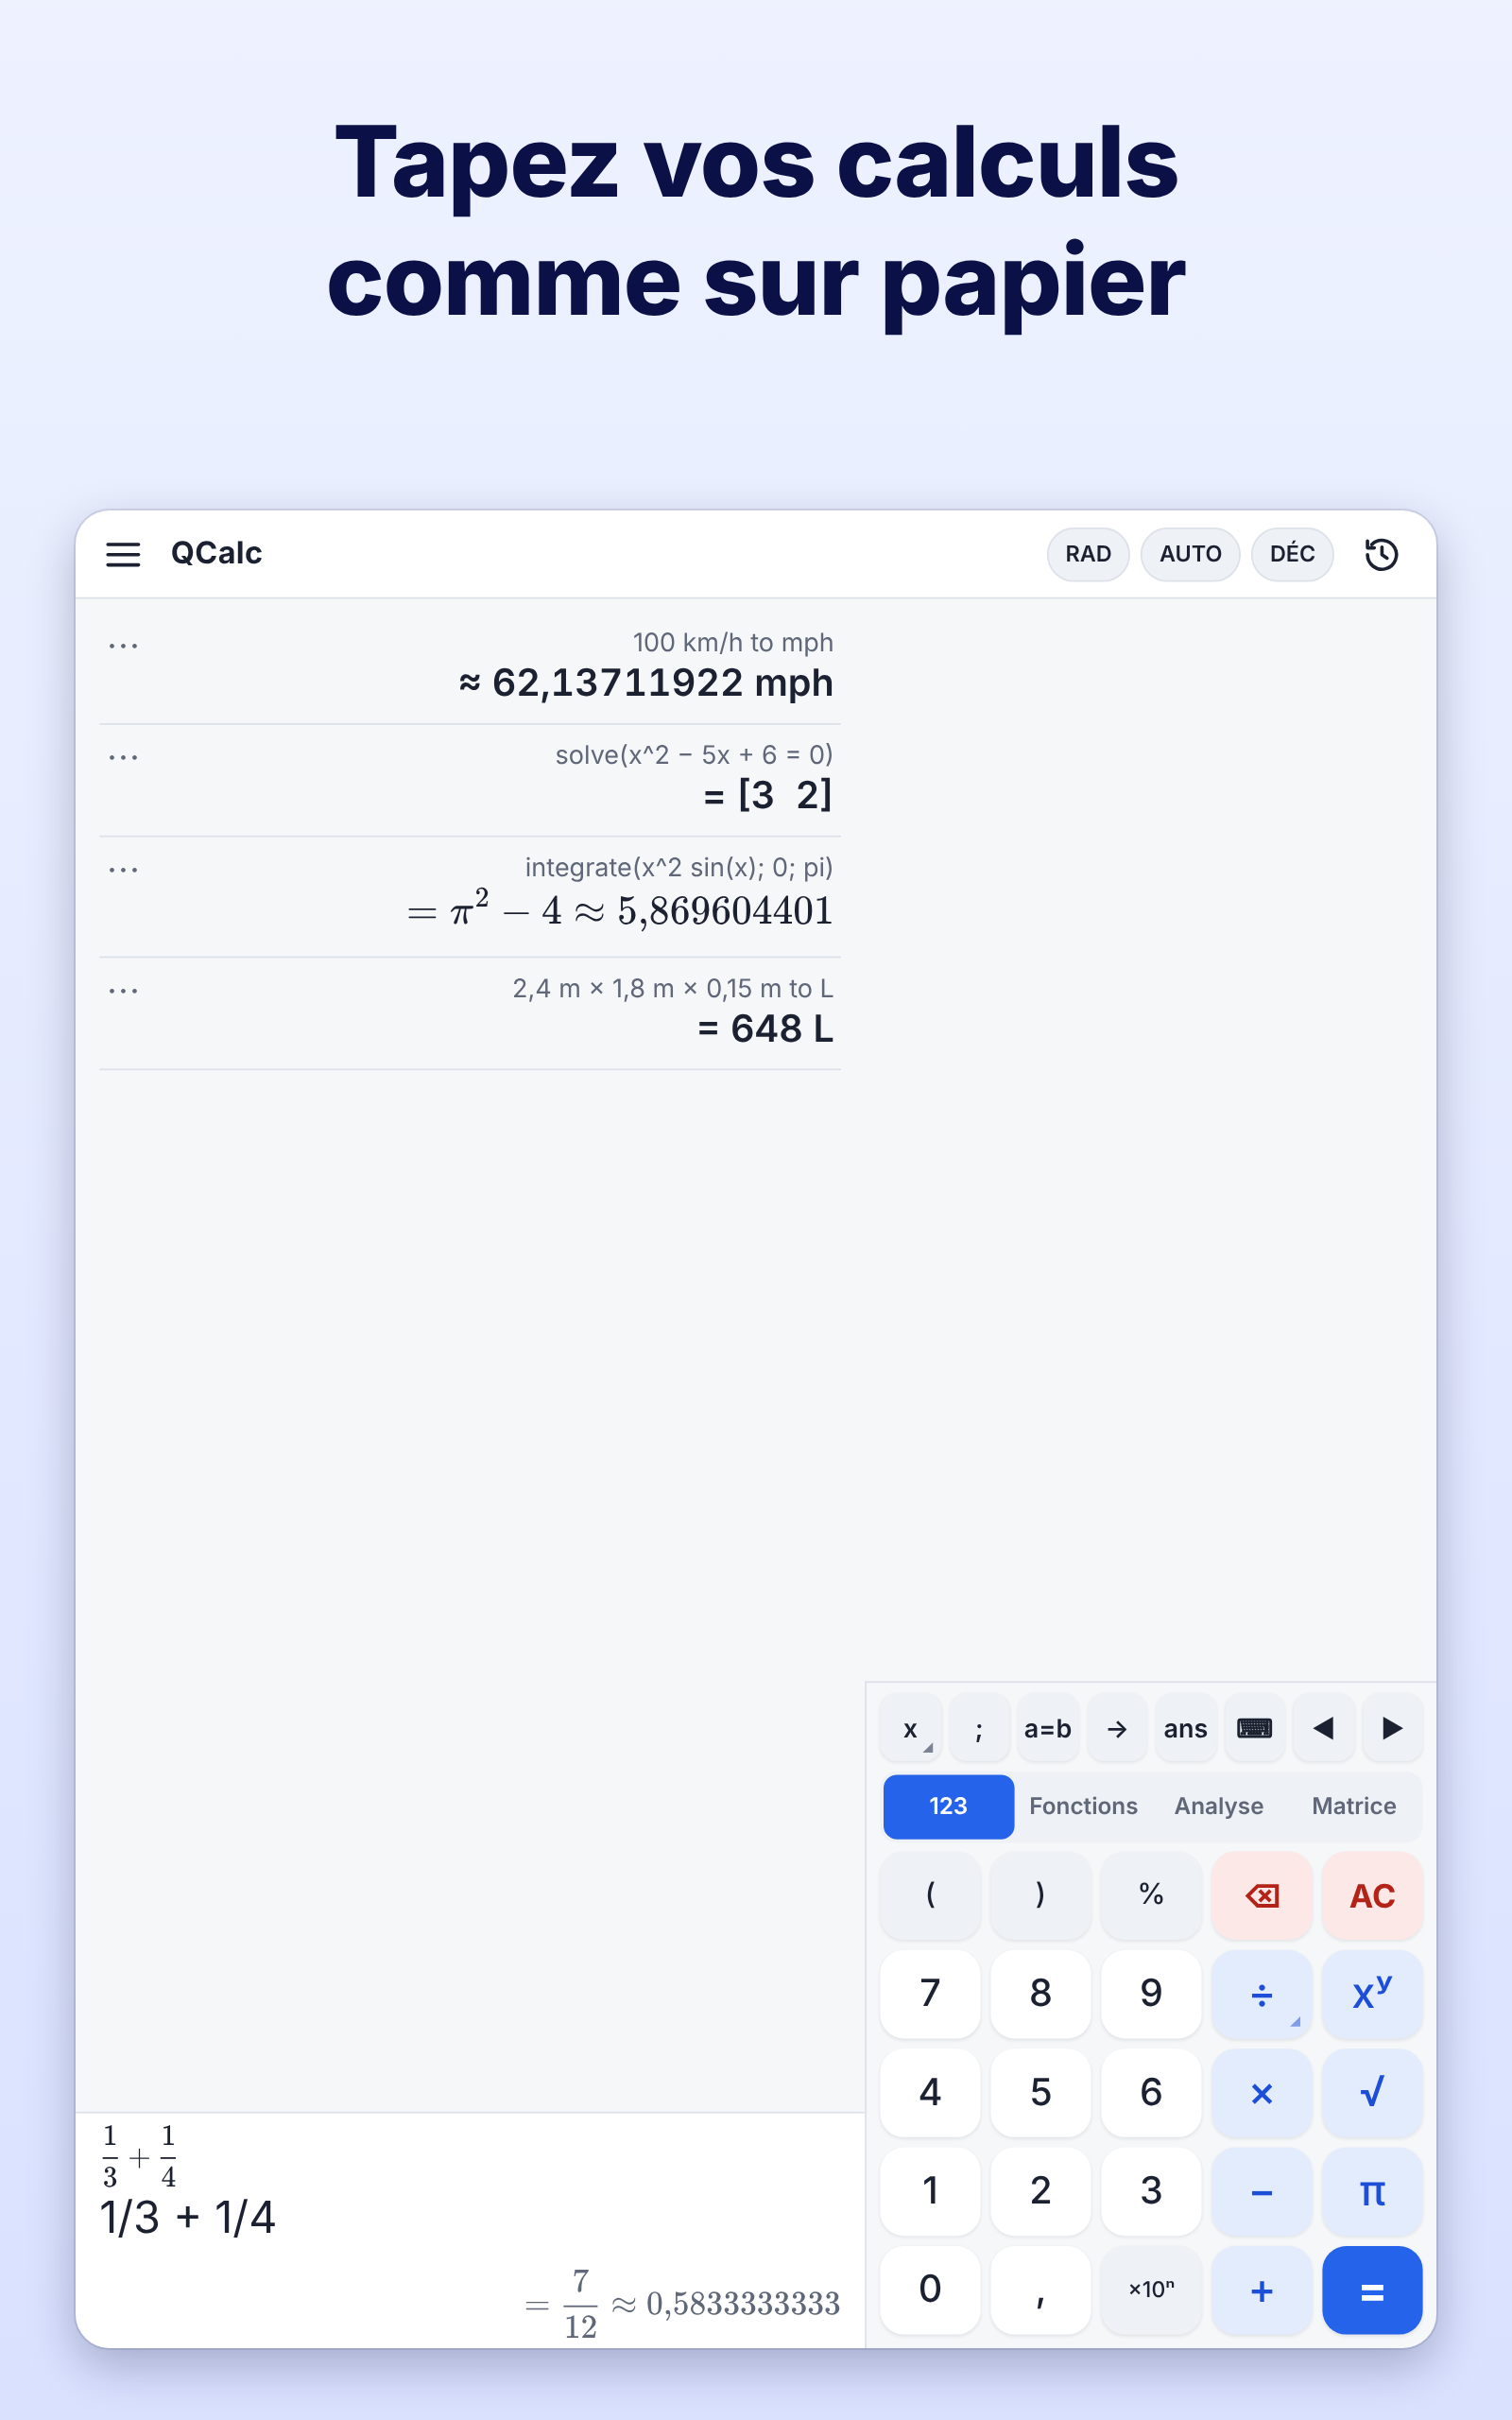 Tapez vos calculs
comme sur papier
QCalc
RAD AUTO DÉC
... 100 km/h to mph
≈ 62,13711922 mph
... solve(x^2 − 5x + 6 = 0)
= [3 2]
... integrate(x^2 sin(x); 0; pi)
= π² − 4 ≈ 5,869604401
... 2,4 m × 1,8 m × 0,15 m to L
= 648 L
x ; a=b → ans ⌨ ◀ ▶
123 Fonctions Analyse Matrice
( ) % ⌫ AC
7 8 9 ÷ xʸ
4 5 6 × √
1 2 3 − π
0 , ×10ⁿ + =
1/3 + 1/4
1/3 + 1/4
= 7/12 ≈ 0,5833333333